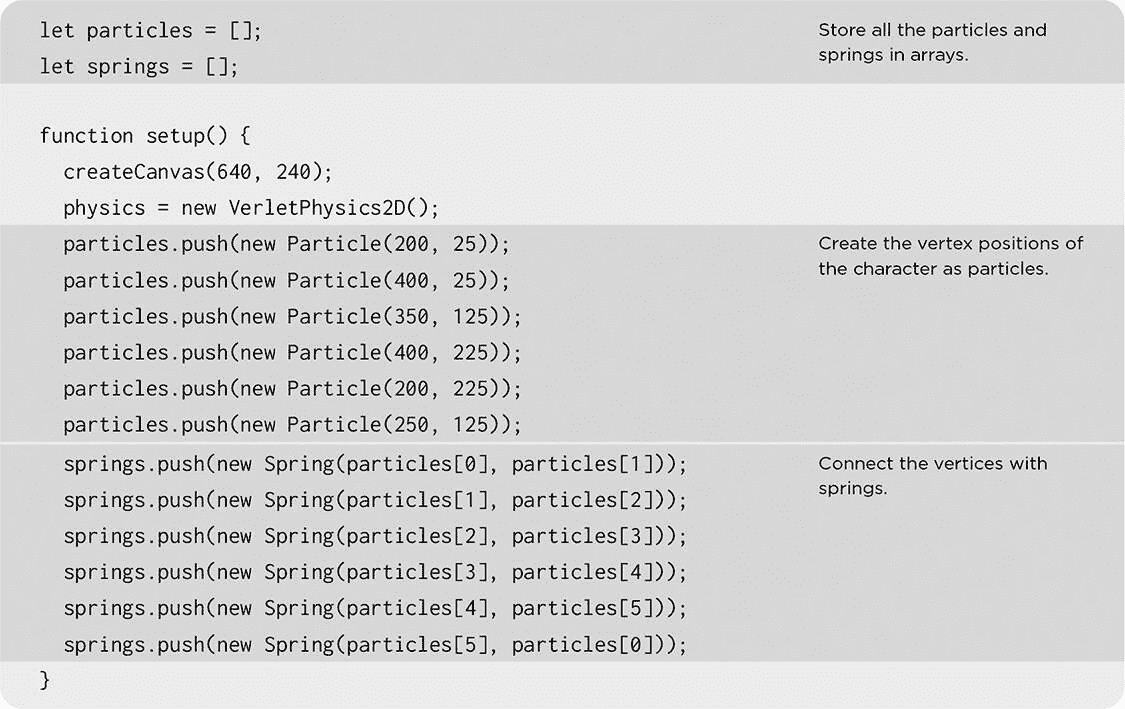 let particles = [];
let springs = [];
Store all the particles and
springs in arrays.
function setup() {
  createCanvas(640, 240);
  physics = new VerletPhysics2D();
  particles.push(new Particle(200, 25));
  particles.push(new Particle(400, 25));
  particles.push(new Particle(350, 125));
  particles.push(new Particle(400, 225));
  particles.push(new Particle(200, 225));
  particles.push(new Particle(250, 125));
Create the vertex positions of
the character as particles.
  springs.push(new Spring(particles[0], particles[1]));
  springs.push(new Spring(particles[1], particles[2]));
  springs.push(new Spring(particles[2], particles[3]));
  springs.push(new Spring(particles[3], particles[4]));
  springs.push(new Spring(particles[4], particles[5]));
  springs.push(new Spring(particles[5], particles[0]));
Connect the vertices with
springs.
}